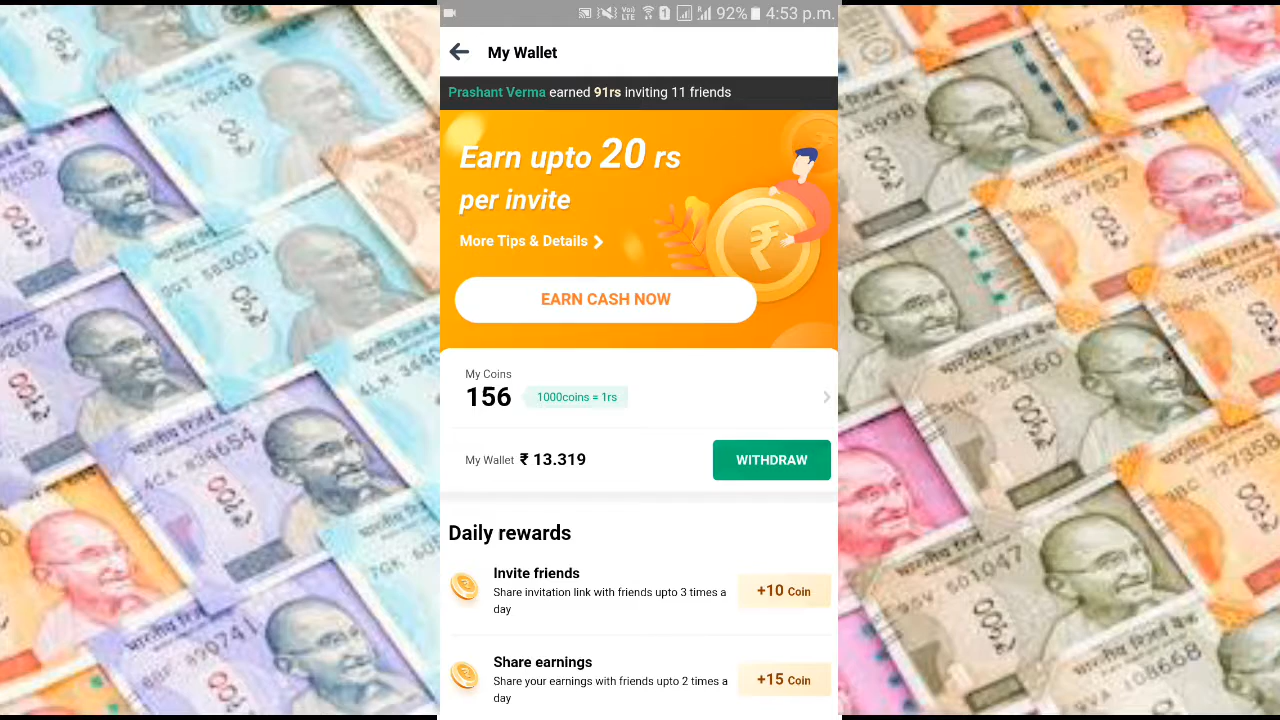 Vo)
LTE
92%
4:53 p.m.
My Wallet
Prashant Verma earned 91rs inviting 11 friends
Earn upto 20 rs
per invite
More Tips & Details
₹
EARN CASH NOW
My Coins
156
1000coins = 1rs
My Wallet ₹ 13.319
WITHDRAW
Daily rewards
Invite friends
Share invitation link with friends upto 3 times a
day
+10 Coin
Share earnings
Share your earnings with friends upto 2 times a
day
+15 Coin